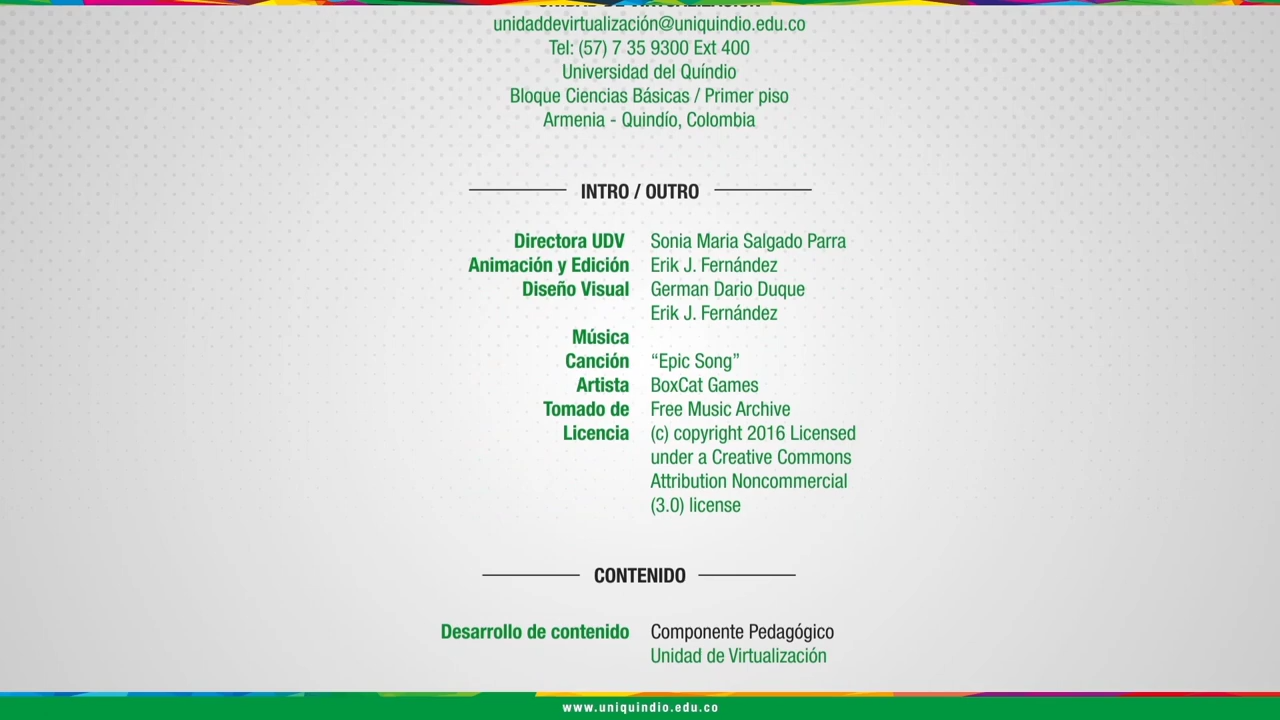 unidaddevirtualización@uniquindio.edu.co
Tel: (57) 7 35 9300 Ext 400
Universidad del Quíndio
Bloque Ciencias Básicas / Primer piso
Armenia - Quindío, Colombia
INTRO / OUTRO
Directora UDV Sonia Maria Salgado Parra
Animación y Edición Erik J. Fernández
Diseño Visual German Dario Duque
Erik J. Fernández
Música
Canción “Epic Song”
Artista BoxCat Games
Tomado de Free Music Archive
Licencia (c) copyright 2016 Licensed
under a Creative Commons
Attribution Noncommercial
(3.0) license
CONTENIDO
Desarrollo de contenido Componente Pedagógico
Unidad de Virtualización
www.uniquindio.edu.co